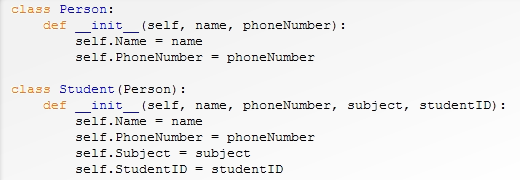 class Person:
    def __init__(self, name, phoneNumber):
        self.Name = name
        self.PhoneNumber = phoneNumber

class Student(Person):
    def __init__(self, name, phoneNumber, subject, studentID):
        self.Name = name
        self.PhoneNumber = phoneNumber
        self.Subject = subject
        self.StudentID = studentID